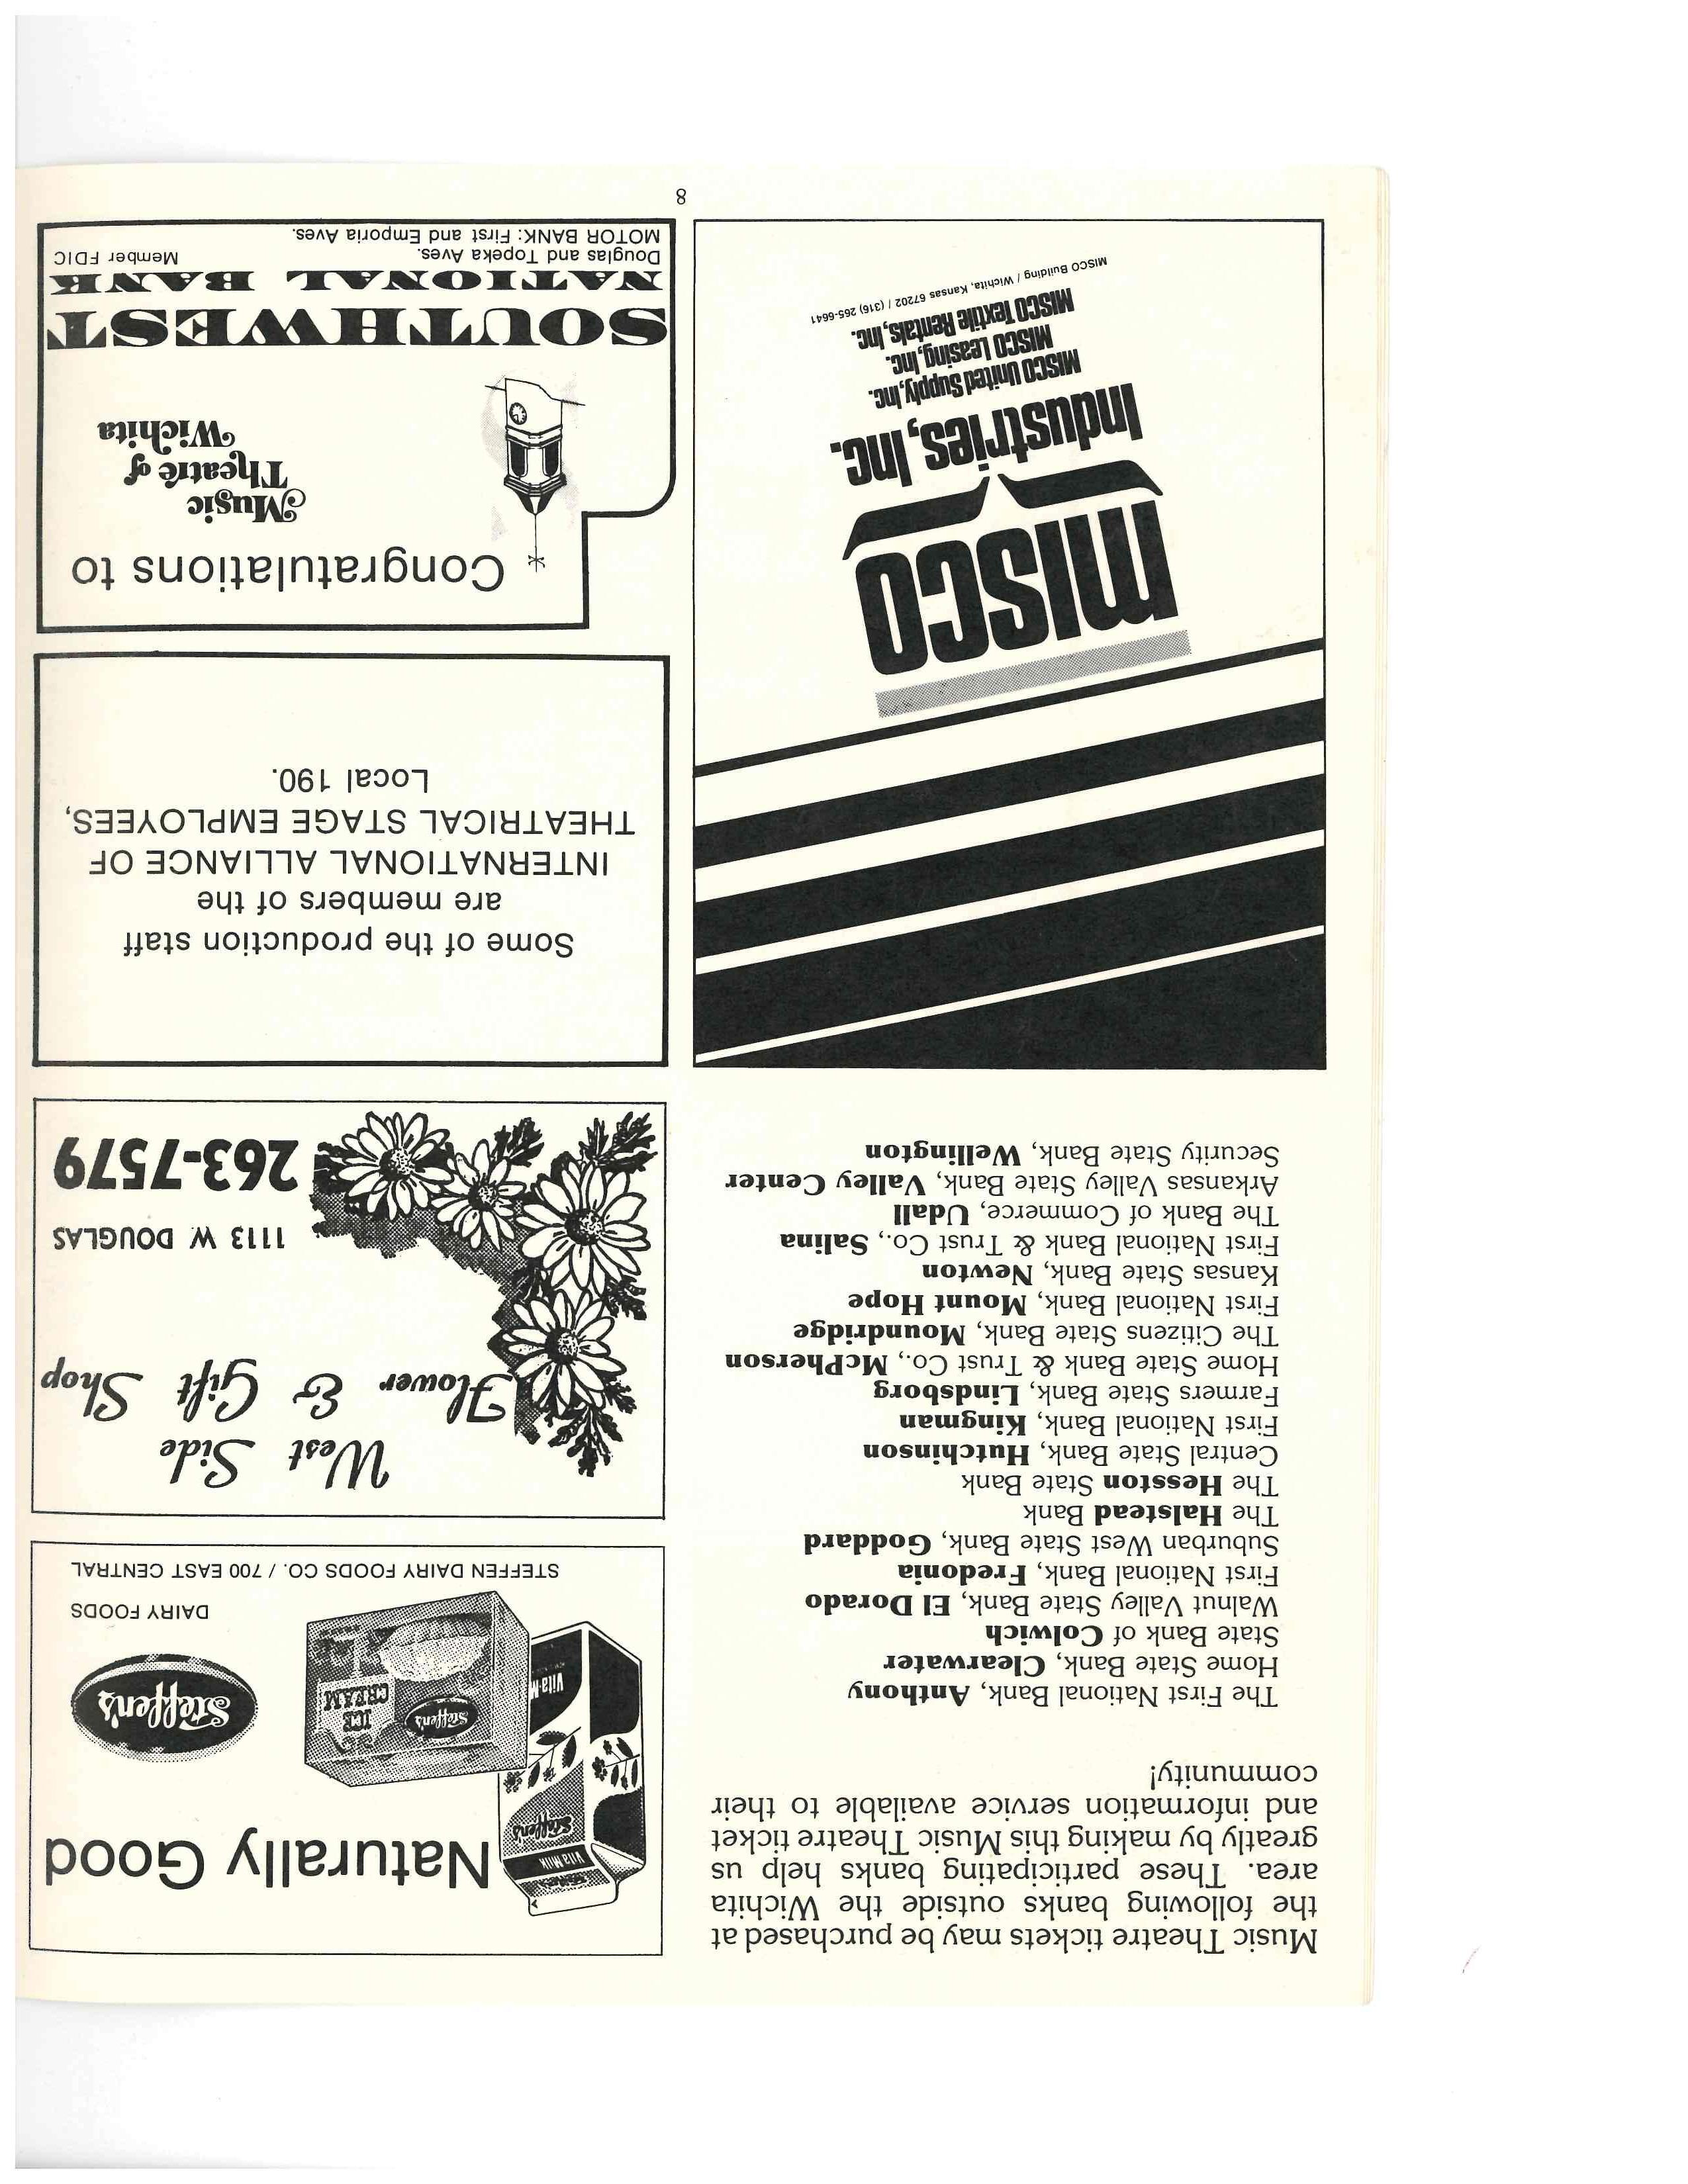 Music Theatre tickets may be purchased at
the following banks outside the Wichita
area. These participating banks help us
greatly by making this Music Theatre ticket
and information service available to their
community!
The First National Bank, Anthony
Home State Bank, Clearwater
State Bank of Colwich
Walnut Valley State Bank, El Dorado
First National Bank, Fredonia
Suburban West State Bank, Goddard
The Halstead Bank
The Hesston State Bank
Central State Bank, Hutchinson
First National Bank, Kingman
Farmers State Bank, Lindsborg
Home State Bank & Trust Co., McPherson
The Citizens State Bank, Moundridge
First National Bank, Mount Hope
Kansas State Bank, Newton
First National Bank & Trust Co., Salina
The Bank of Commerce, Udall
Arkansas Valley State Bank, Valley Center
Security State Bank, Wellington
MISCO
Industries, Inc.
MISCO United Supply, Inc.
MISCO Leasing, Inc.
MISCO Textile Rentals, Inc.
MISCO Building / Wichita, Kansas 67202 / (316) 265-6641
Naturally Good
Vita Milk
Steffen's
Vita-M
Steffen's
ICE
CREAM
Steffen's
DAIRY FOODS
STEFFEN DAIRY FOODS CO. / 700 EAST CENTRAL
West Side
Flower & Gift Shop
1113 W. DOUGLAS
263-7579
Some of the production staff
are members of the
INTERNATIONAL ALLIANCE OF
THEATRICAL STAGE EMPLOYEES,
Local 190.
Congratulations to
Music
Theatre of
Wichita
SOUTHWEST
NATIONAL BANK
Douglas and Topeka Aves. Member FDIC
MOTOR BANK: First and Emporia Aves.
8